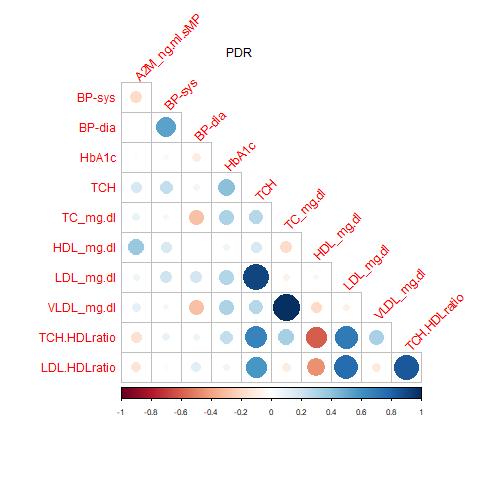 PDR
A2M_ng.ml.sMP
BP-sys
BP-dia
HbA1c
TCH
TC_mg.dl
HDL_mg.dl
LDL_mg.dl
VLDL_mg.dl
TCH.HDLratio
BP-sys
BP-dia
HbA1c
TCH
TC_mg.dl
HDL_mg.dl
LDL_mg.dl
VLDL_mg.dl
TCH.HDLratio
LDL.HDLratio
-1 -0.8 -0.6 -0.4 -0.2 0 0.2 0.4 0.6 0.8 1